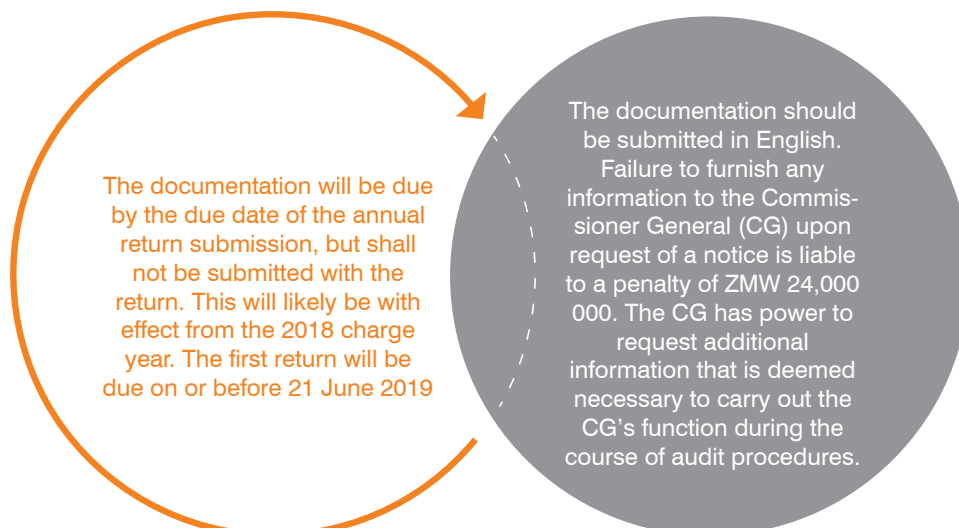 The documentation will be due
by the due date of the annual
return submission, but shall
not be submitted with the
return. This will likely be with
effect from the 2018 charge
year. The first return will be
due on or before 21 June 2019
The documentation should
be submitted in English.
Failure to furnish any
information to the Commis-
sioner General (CG) upon
request of a notice is liable
to a penalty of ZMW 24,000
000. The CG has power to
request additional
information that is deemed
necessary to carry out the
CG's function during the
course of audit procedures.